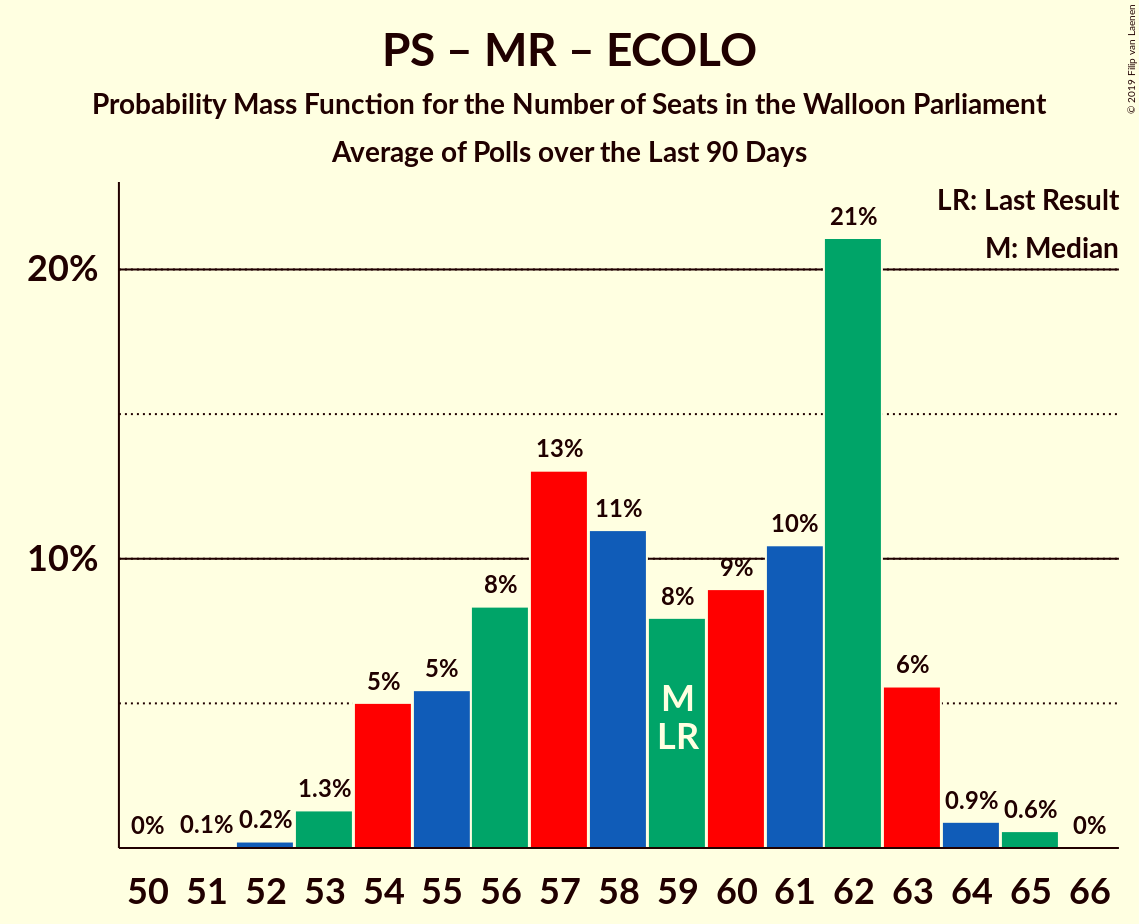 PS – MR – ECOLO
Probability Mass Function for the Number of Seats in the Walloon Parliament
Average of Polls over the Last 90 Days
© 2019 Filip van Laenen
LR: Last Result
M: Median
20%
10%
0% 0.1% 0.2% 1.3% 5% 5% 8% 13% 11% 8% 9% 10% 21% 6% 0.9% 0.6% 0%
M
LR
50 51 52 53 54 55 56 57 58 59 60 61 62 63 64 65 66